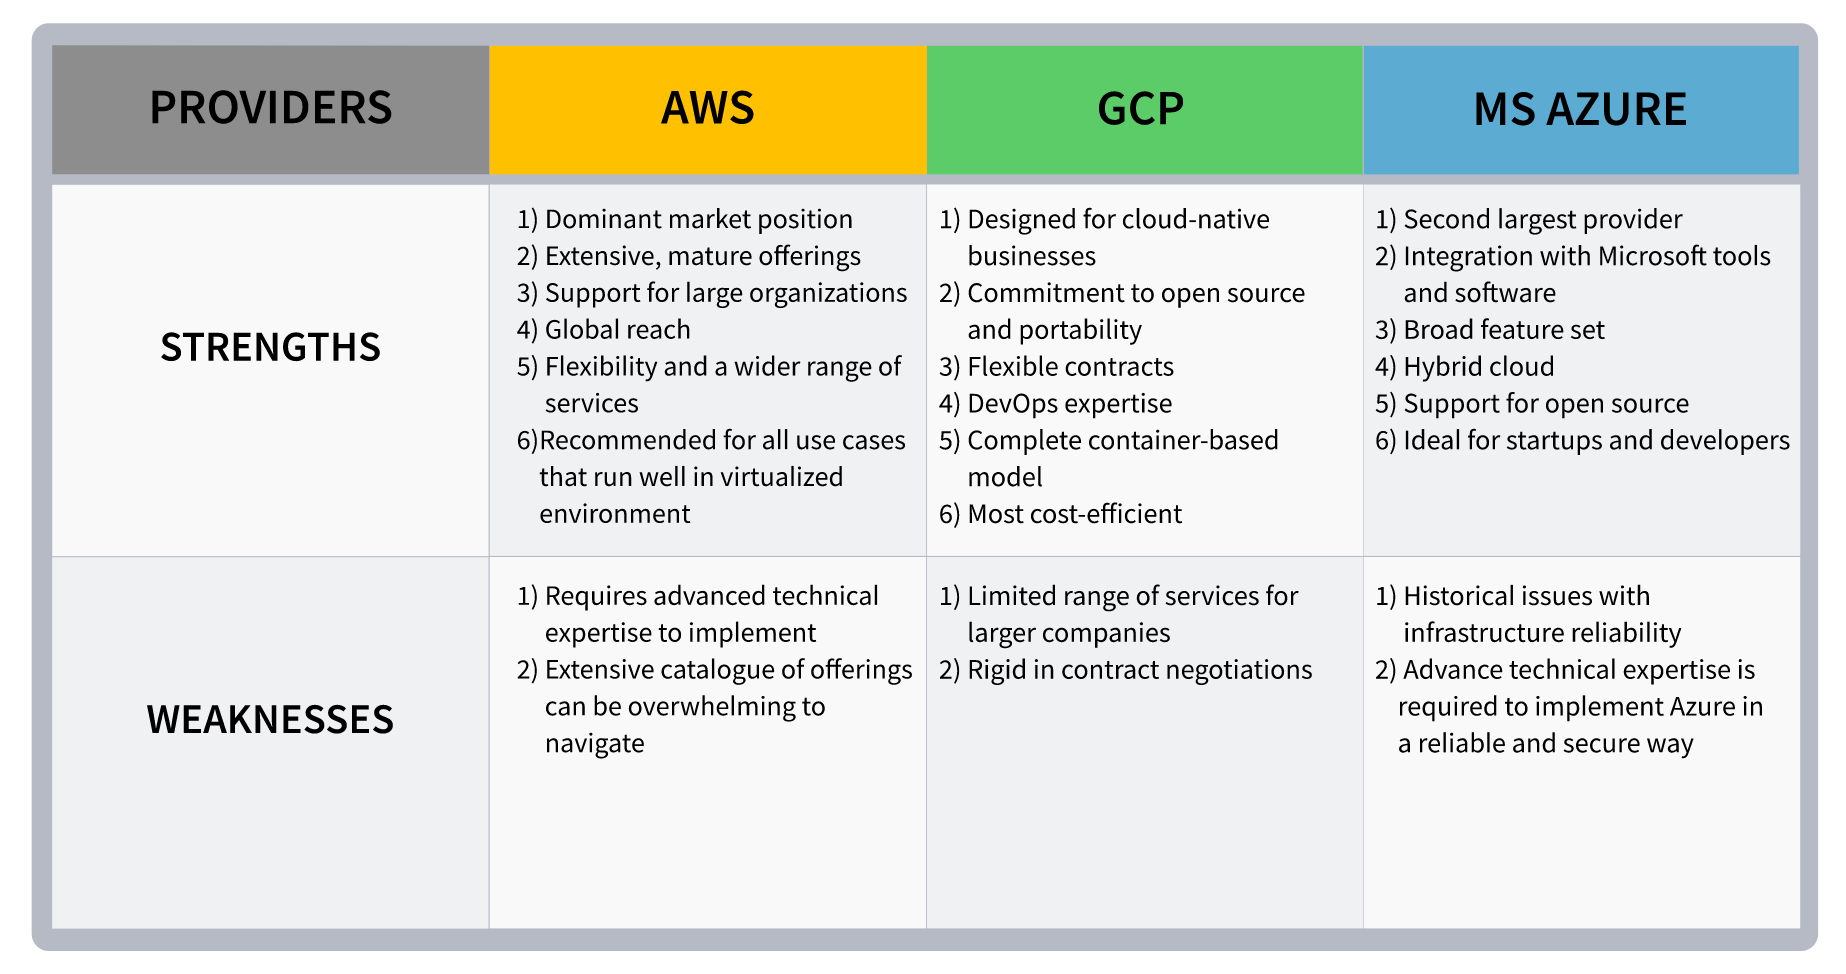 PROVIDERS
AWS
GCP
MS AZURE
STRENGTHS
1) Dominant market position
2) Extensive, mature offerings
3) Support for large organizations
4) Global reach
5) Flexibility and a wider range of
services
6)Recommended for all use cases
that run well in virtualized
environment
1) Designed for cloud-native
businesses
2) Commitment to open source
and portability
3) Flexible contracts
4) DevOps expertise
5) Complete container-based
model
6) Most cost-efficient
1) Second largest provider
2) Integration with Microsoft tools
and software
3) Broad feature set
4) Hybrid cloud
5) Support for open source
6) Ideal for startups and developers
WEAKNESSES
1) Requires advanced technical
expertise to implement
2) Extensive catalogue of offerings
can be overwhelming to
navigate
1) Limited range of services for
larger companies
2) Rigid in contract negotiations
1) Historical issues with
infrastructure reliability
2) Advance technical expertise is
required to implement Azure in
a reliable and secure way